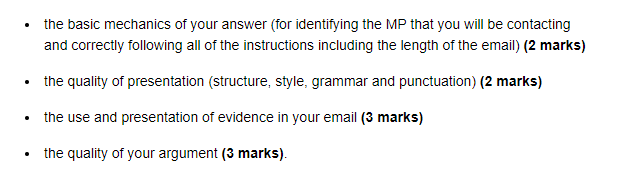 • the basic mechanics of your answer (for identifying the MP that you will be contacting
and correctly following all of the instructions including the length of the email) (2 marks)
• the quality of presentation (structure, style, grammar and punctuation) (2 marks)
• the use and presentation of evidence in your email (3 marks)
• the quality of your argument (3 marks).